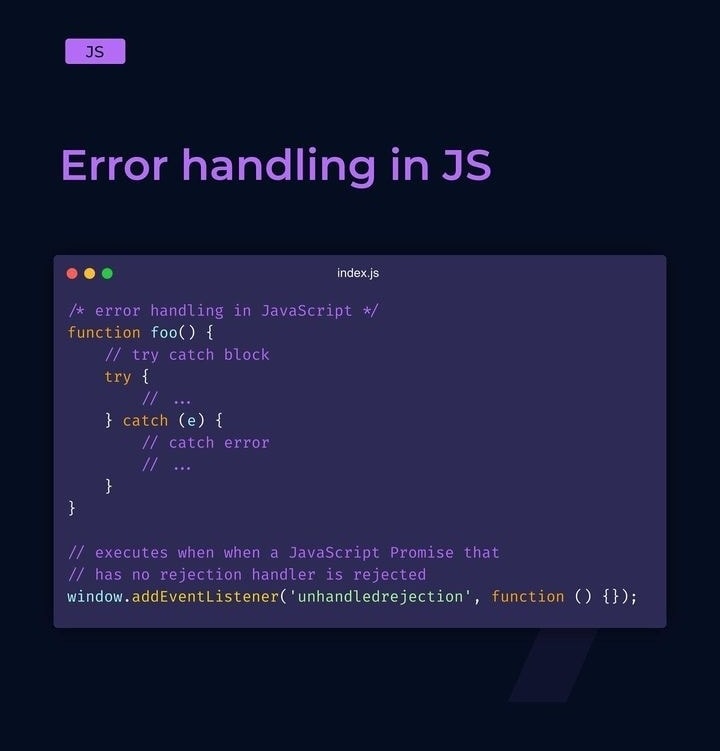 JS
Error handling in JS
index.js
/* error handling in JavaScript */
function foo() {
    // try catch block
    try {
        // ...
    } catch (e) {
        // catch error
        // ...
    }
}

// executes when when a JavaScript Promise that
// has no rejection handler is rejected
window.addEventListener('unhandledrejection', function () {});